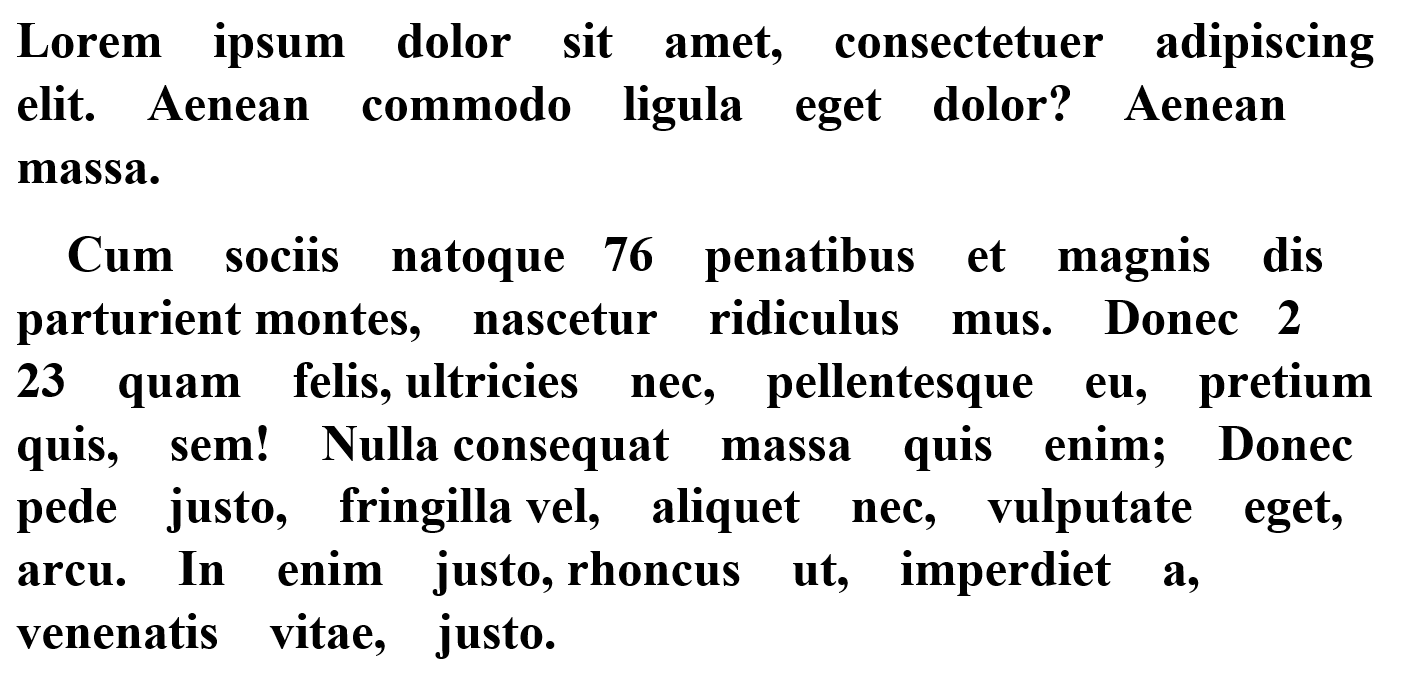 Lorem ipsum dolor sit amet, consectetuer adipiscing
elit. Aenean commodo ligula eget dolor? Aenean
massa.
Cum sociis natoque 76 penatibus et magnis dis
parturient montes, nascetur ridiculus mus. Donec 2
23 quam felis, ultricies nec, pellentesque eu, pretium
quis, sem! Nulla consequat massa quis enim; Donec
pede justo, fringilla vel, aliquet nec, vulputate eget,
arcu. In enim justo, rhoncus ut, imperdiet a,
venenatis vitae, justo.